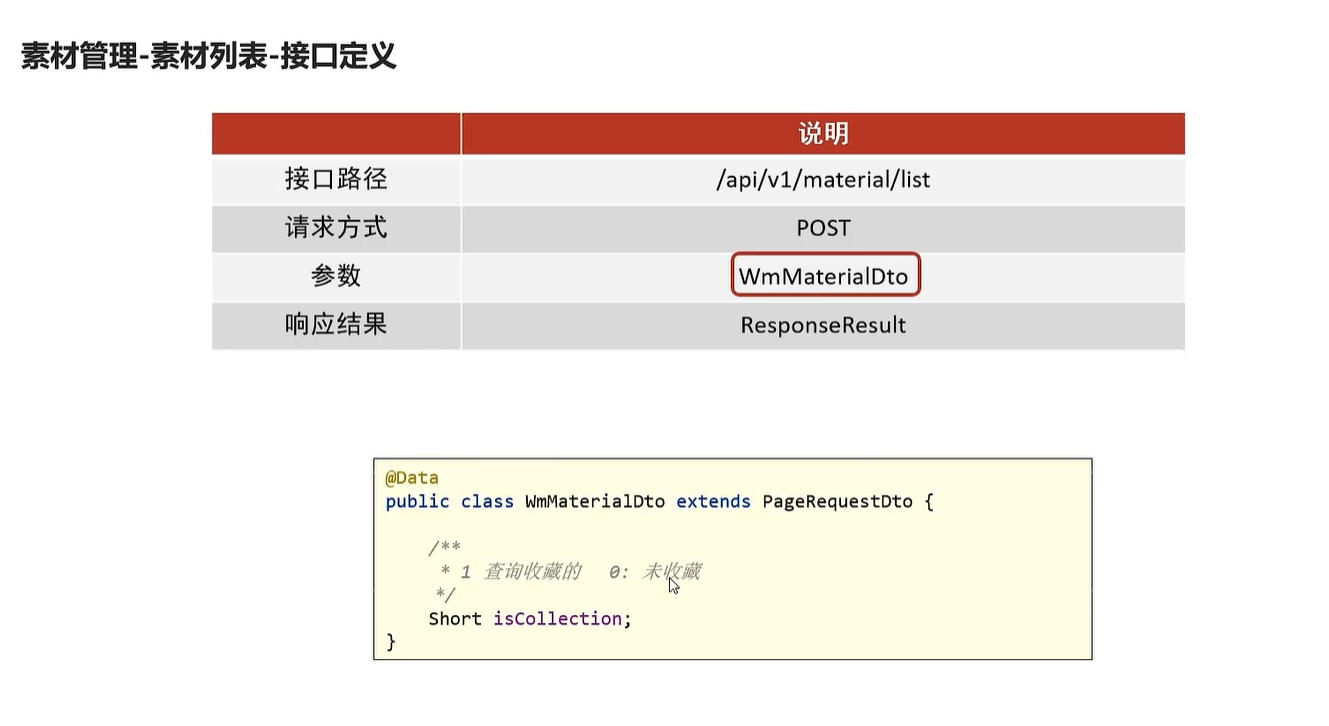 素材管理-素材列表-接口定义
说明
接口路径 /api/v1/material/list
请求方式 POST
参数 WmMaterialDto
响应结果 ResponseResult
@Data
public class WmMaterialDto extends PageRequestDto {
/**
* 1 查询收藏的 0: 未收藏
*/
Short isCollection;
}